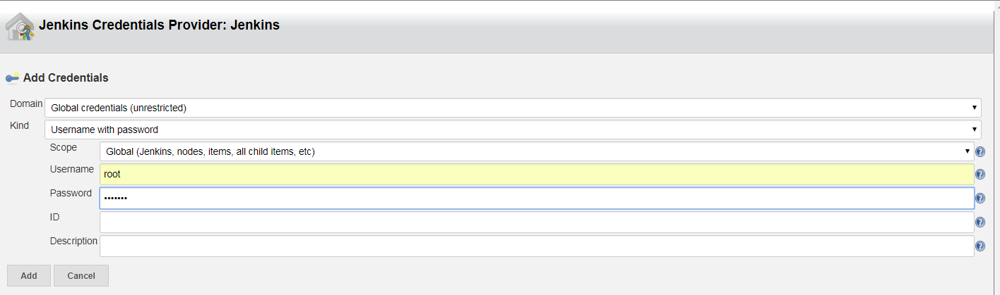 Jenkins Credentials Provider: Jenkins
Add Credentials
Domain Global credentials (unrestricted)
Kind Username with password
Scope Global (Jenkins, nodes, items, all child items, etc)
Username root
Password •••••••
ID
Description
Add Cancel